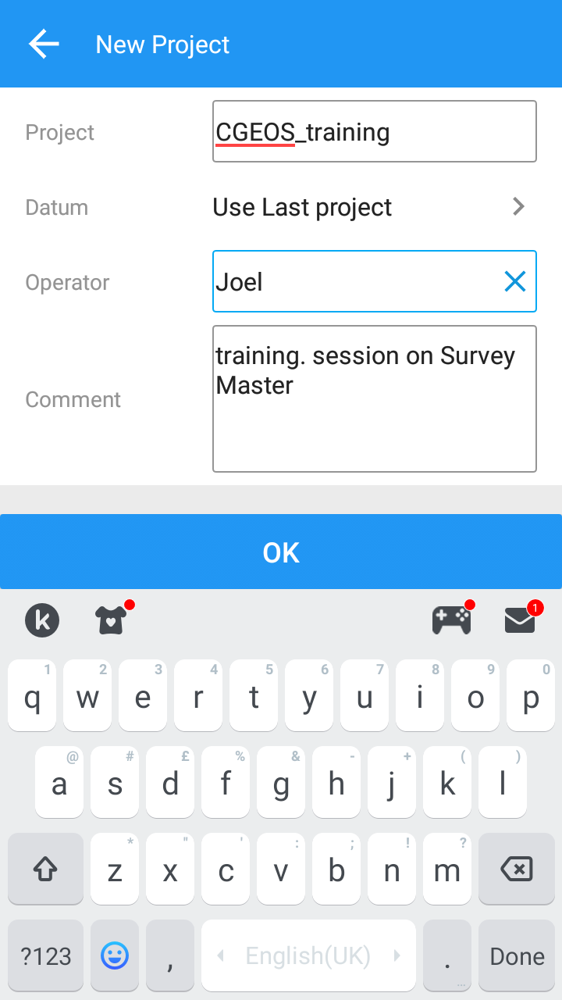 New Project
Project CGEOS_training
Datum Use Last project
Operator Joel
Comment training. session on Survey
Master
OK
1
1 2 3 4 5 6 7 8 9 0
q w e r t y u i o p
@ # £ % & - + ( )
a s d f g h j k l
* " ' : ; ! ?
z x c v b n m
?123 , English(UK) . Done
...